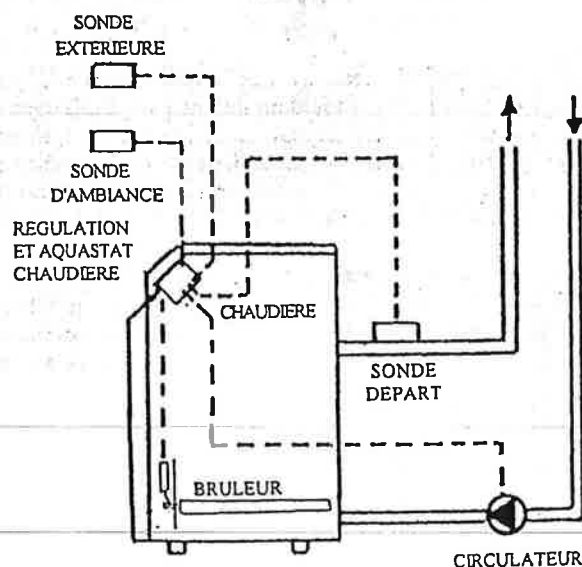 SONDE
EXTERIEURE
SONDE
D'AMBIANCE
REGULATION
ET AQUASTAT
CHAUDIERE
CHAUDIERE
SONDE
DEPART
BRULEUR
CIRCULATEUR